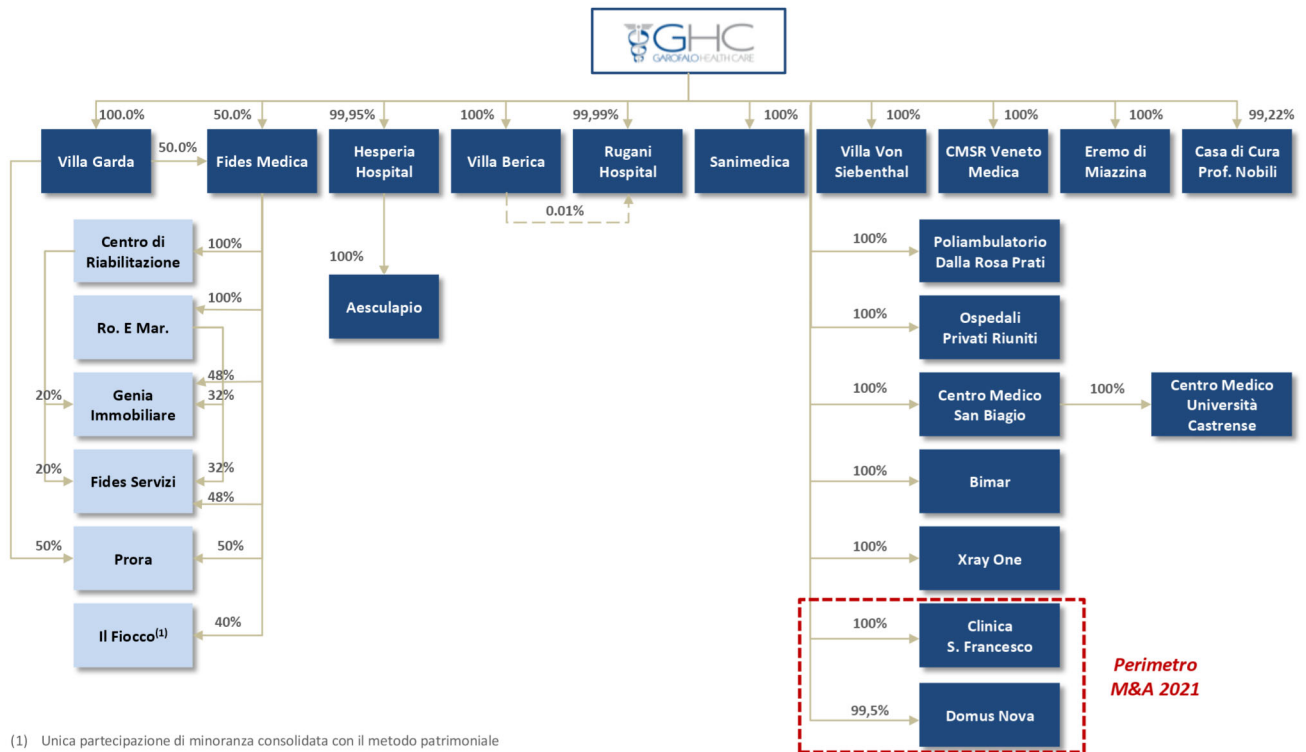 GHC
GAROFALO HEALTH CARE
100.0%
50.0%
99,95%
100%
99,99%
100%
100%
100%
100%
99,22%
Villa Garda
50.0%
Fides Medica
Hesperia
Hospital
Villa Berica
Rugani
Hospital
Sanimedica
Villa Von
Siebenthal
CMSR Veneto
Medica
Eremo di
Miazzina
Casa di Cura
Prof. Nobili
0.01%
Centro di
Riabilitazione
100%
100%
Aesculapio
100%
Poliambulatorio
Dalla Rosa Prati
Ro. E Mar.
100%
100%
Ospedali
Privati Riuniti
20%
Genia
Immobiliare
48%
32%
100%
Centro Medico
San Biagio
100%
Centro Medico
Università
Castrense
20%
Fides Servizi
32%
48%
100%
Bimar
50%
Prora
50%
100%
Xray One
Il Fiocco(1)
40%
100%
Clinica
S. Francesco
99,5%
Domus Nova
Perimetro
M&A 2021
(1) Unica partecipazione di minoranza consolidata con il metodo patrimoniale